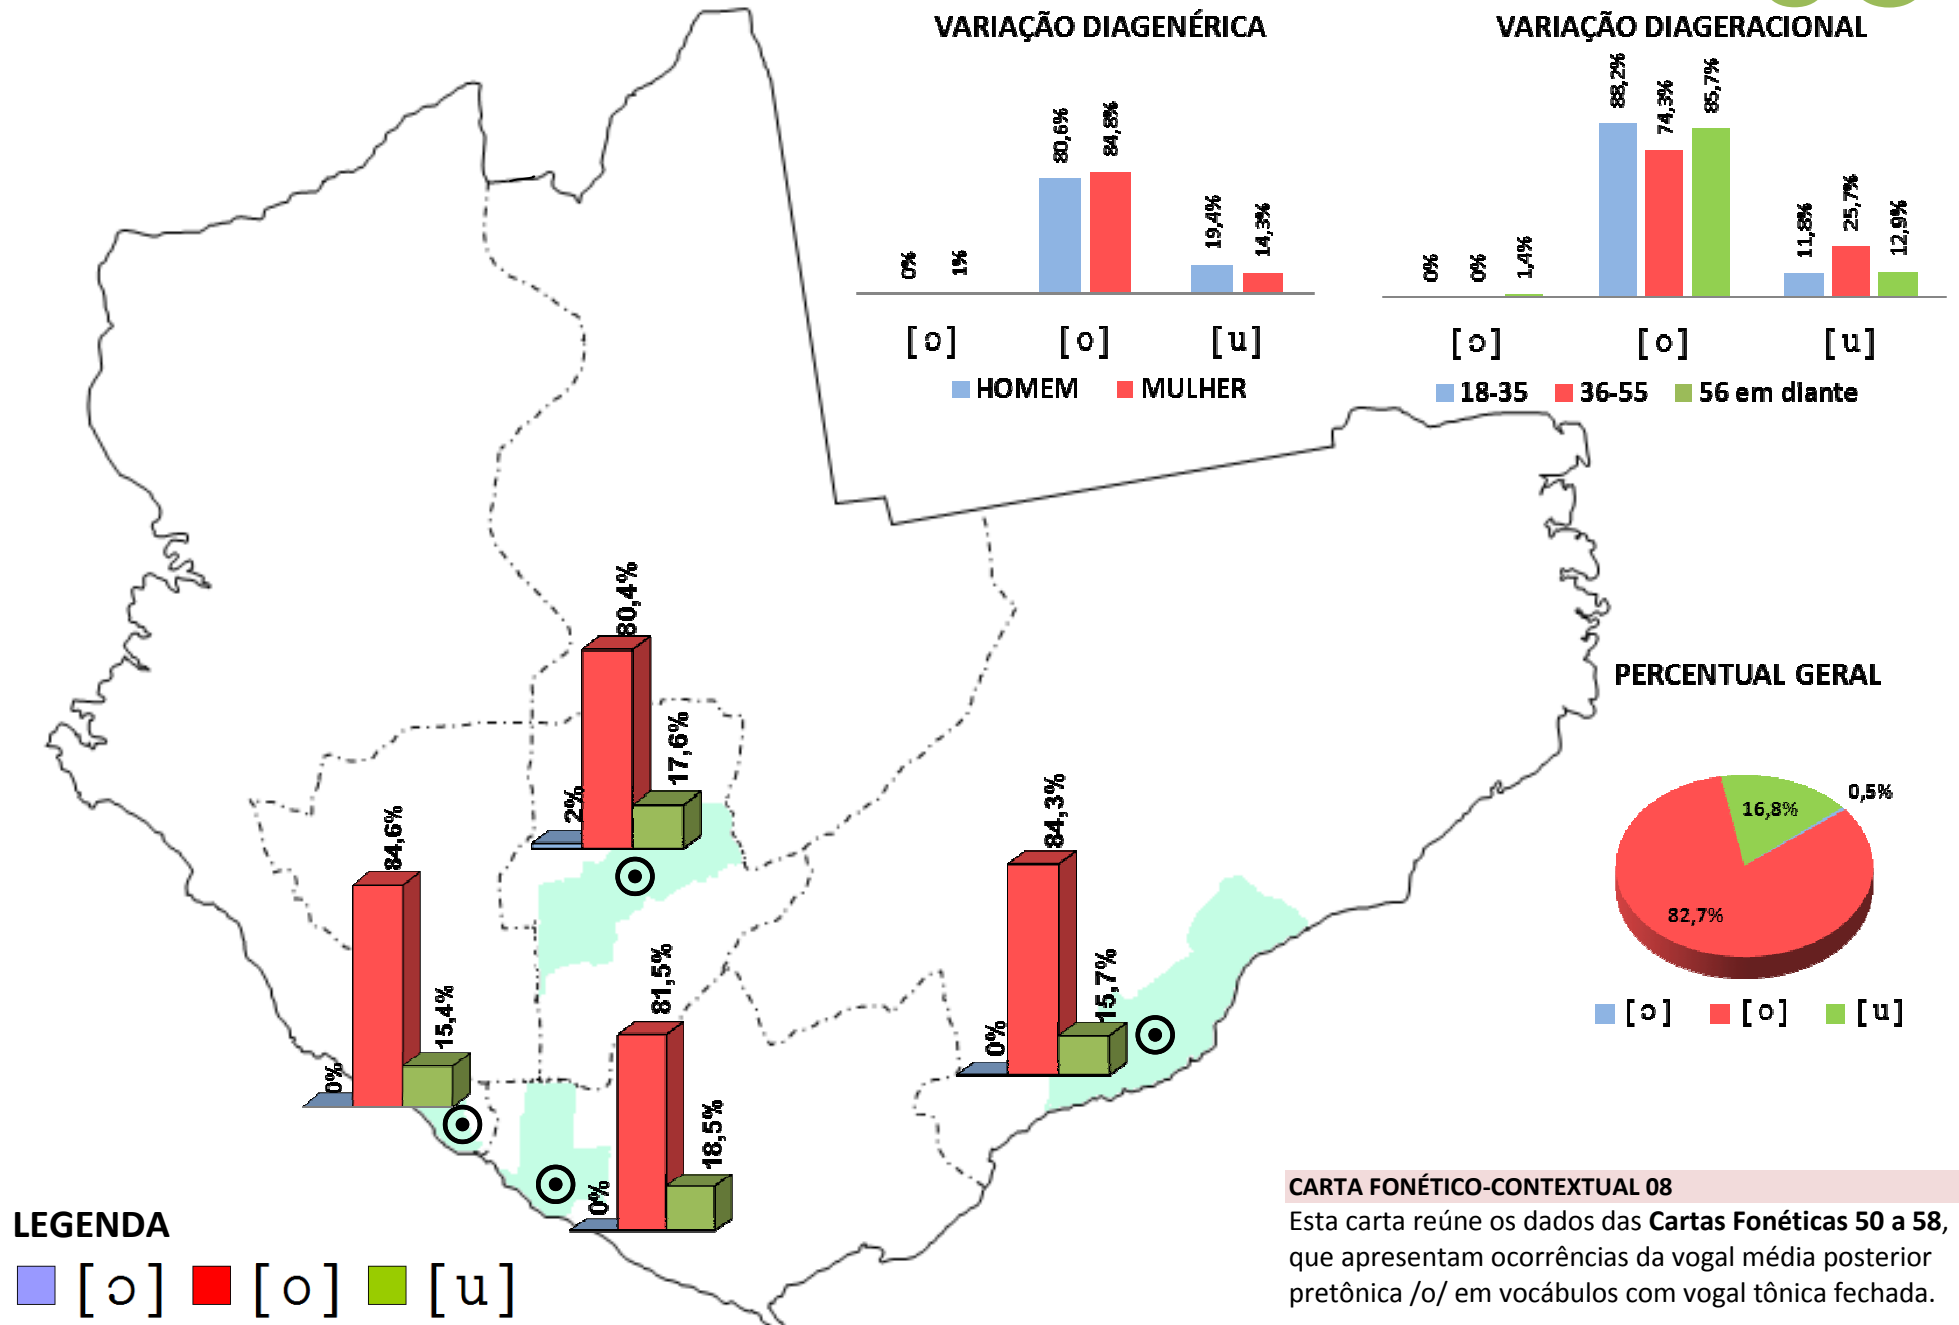 VARIAÇÃO DIAGENÉRICA
0%
1%
80,6%
84,8%
19,4%
14,3%
[ɔ]
[o]
[u]
HOMEM
MULHER
VARIAÇÃO DIAGERACIONAL
0%
0%
1,4%
88,2%
74,3%
85,7%
11,8%
25,7%
12,9%
[ɔ]
[o]
[u]
18-35
36-55
56 em diante
2%
80,4%
17,6%
0%
84,6%
15,4%
0%
81,5%
18,5%
0%
84,3%
15,7%
PERCENTUAL GERAL
16,8%
0,5%
82,7%
[ɔ]
[o]
[u]
LEGENDA
[ɔ]
[o]
[u]
CARTA FONÉTICO-CONTEXTUAL 08
Esta carta reúne os dados das Cartas Fonéticas 50 a 58,
que apresentam ocorrências da vogal média posterior
pretônica /o/ em vocábulos com vogal tônica fechada.